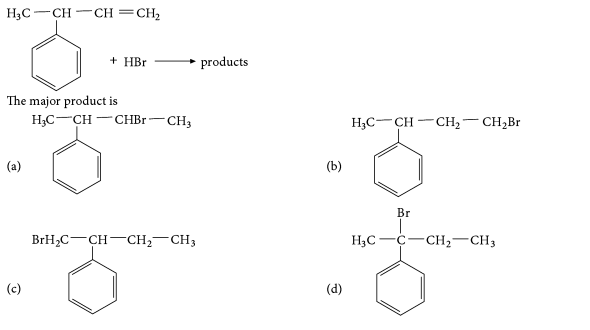 H₃C—CH—CH=CH₂
+ HBr ⟶ products
The major product is
(a) H₃C—CH—CHBr—CH₃
(b) H₃C—CH—CH₂—CH₂Br
(c) BrH₂C—CH—CH₂—CH₃
Br
(d) H₃C—C—CH₂—CH₃